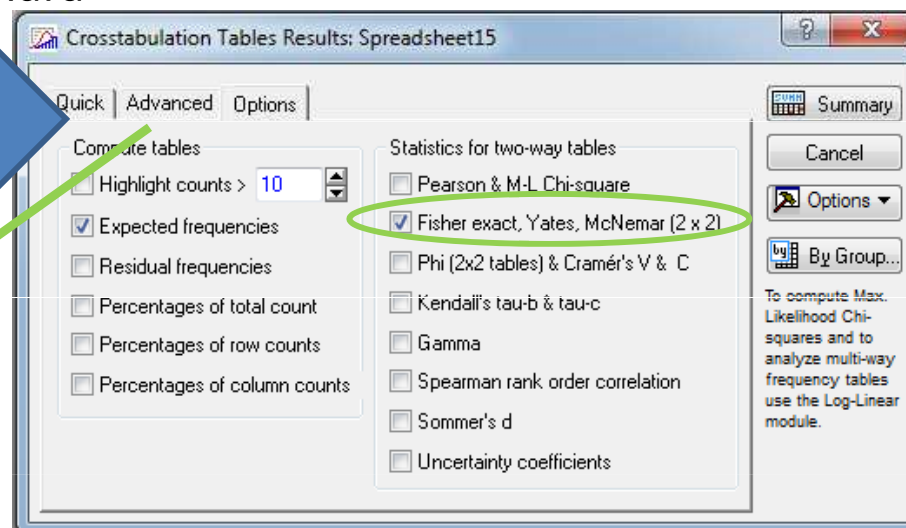 Crosstabulation Tables Results: Spreadsheet15
Quick Advanced Options
Compute tables
Highlight counts > 10
Expected frequencies
Residual frequencies
Percentages of total count
Percentages of row counts
Percentages of column counts
Statistics for two-way tables
Pearson & M-L Chi-square
Fisher exact, Yates, McNemar (2 x 2)
Phi (2x2 tables) & Cramér's V & C
Kendall's tau-b & tau-c
Gamma
Spearman rank order correlation
Sommer's d
Uncertainty coefficients
Summary
Cancel
Options
By Group...
To compute Max.
Likelihood Chi-
squares and to
analyze multi-way
frequency tables
use the Log-Linear
module.